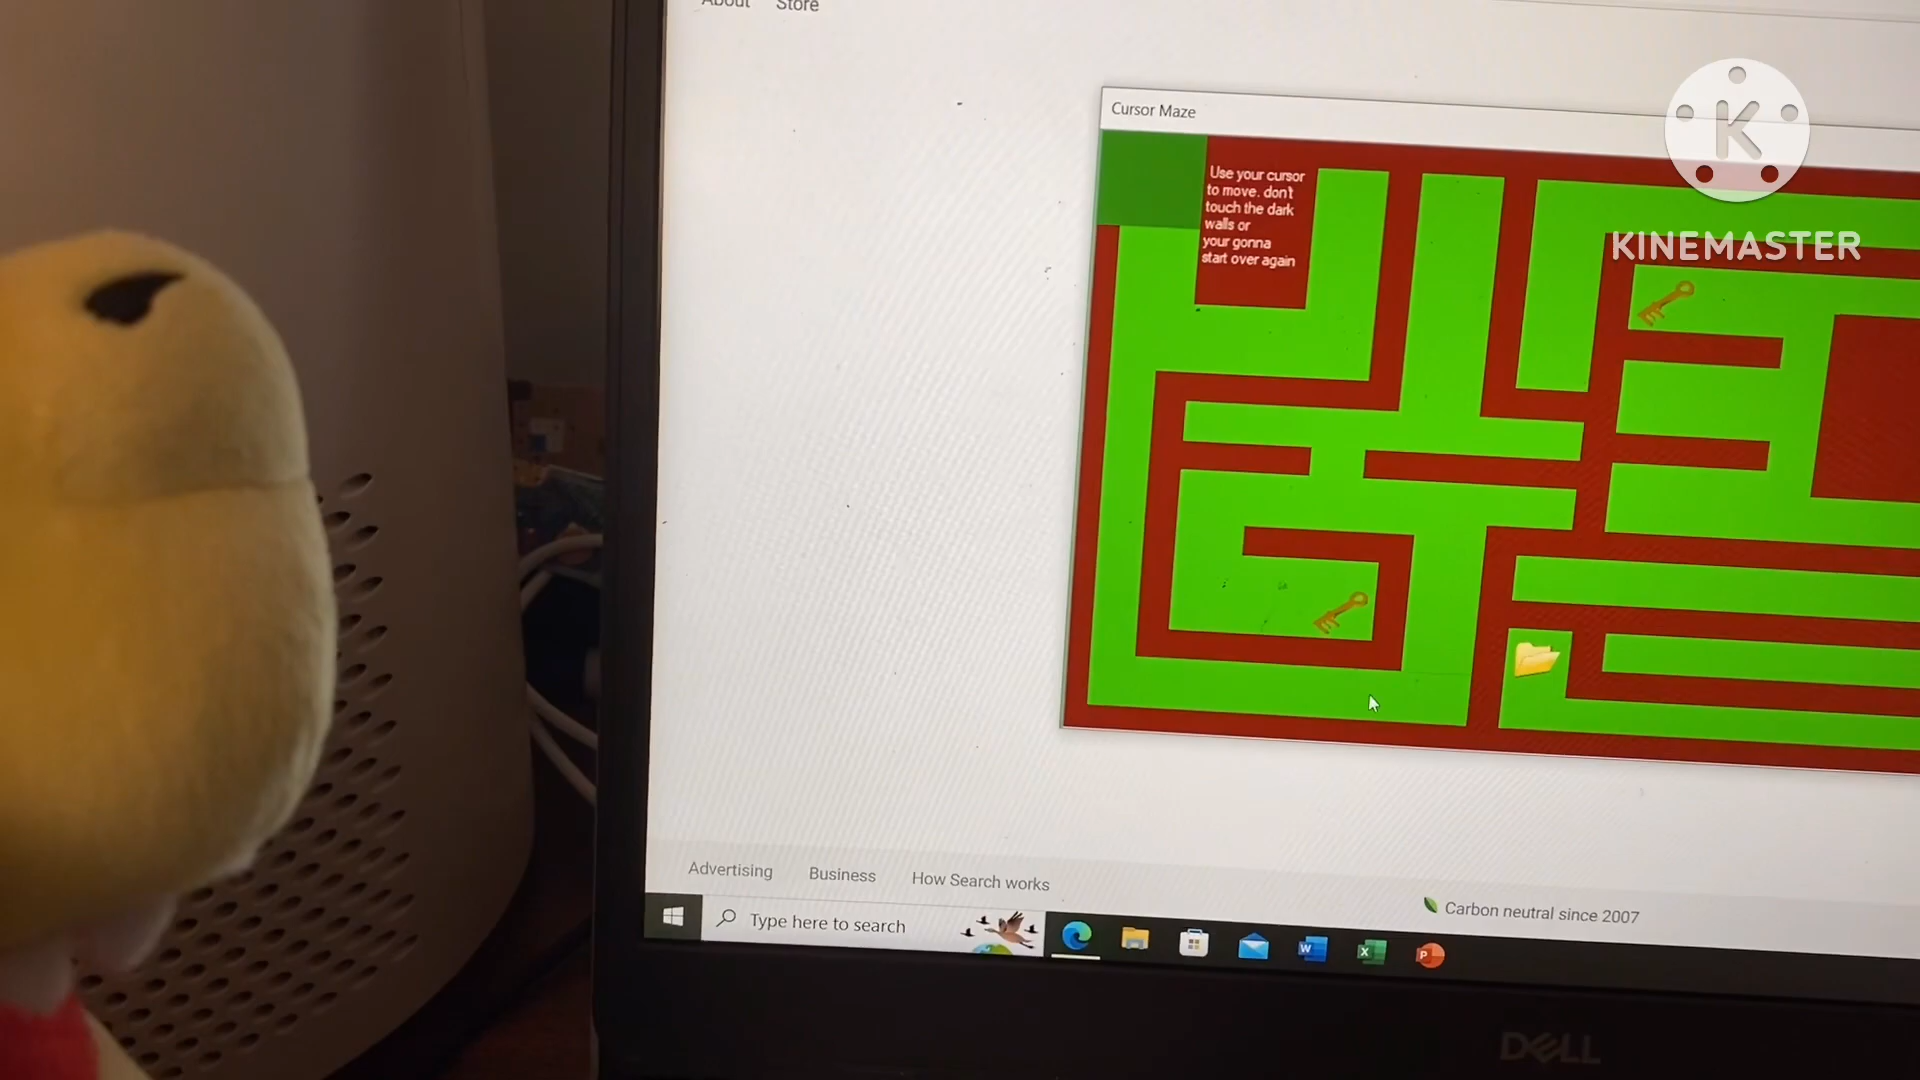 About Store
Cursor Maze
Use your cursor
to move. don't
touch the dark
walls or
your gonna
start over again
K
KINEMASTER
Advertising Business How Search works
Carbon neutral since 2007
Type here to search
W
X
P
DELL